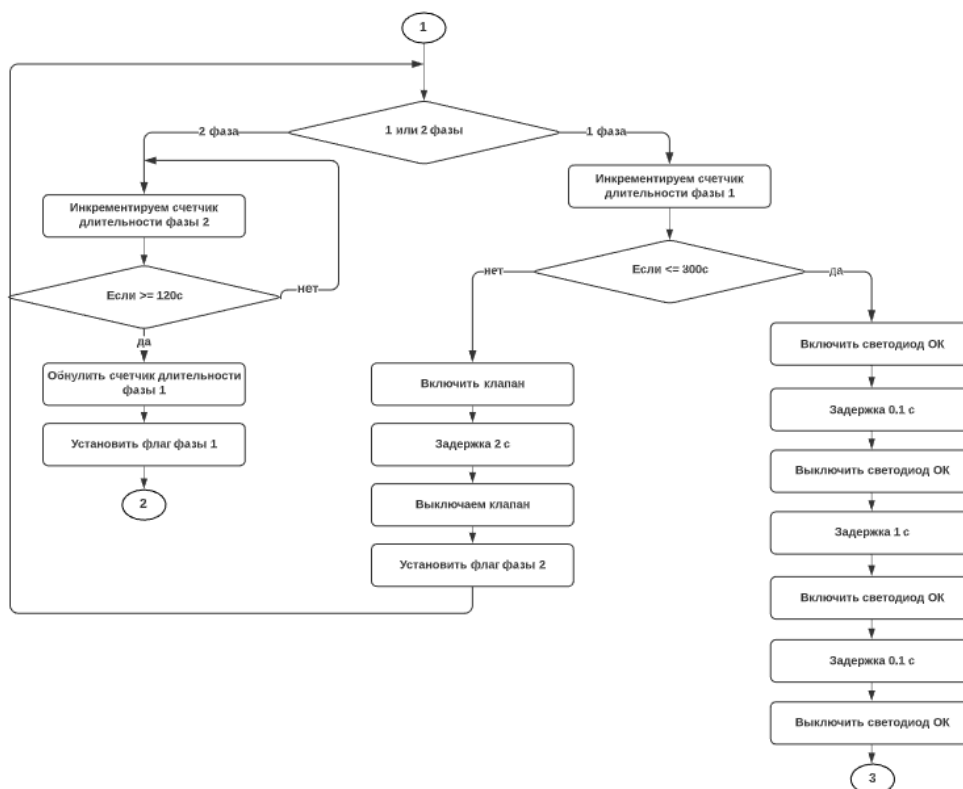 1
1 или 2 фазы
2 фаза
1 фаза
Инкрементируем счетчик
длительности фазы 2
Если >= 120с
нет
да
Обнулить счетчик длительности
фазы 1
Установить флаг фазы 1
2
Инкрементируем счетчик
длительности фазы 1
Если <= 300с
нет
да
Включить клапан
Задержка 2 с
Выключаем клапан
Установить флаг фазы 2
Включить светодиод ОК
Задержка 0.1 с
Выключить светодиод ОК
Задержка 1 с
Включить светодиод ОК
Задержка 0.1 с
Выключить светодиод ОК
3